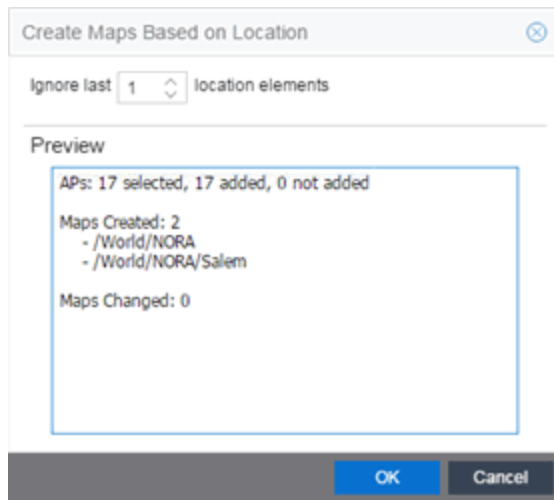 Create Maps Based on Location
Ignore last 1 location elements
Preview
APs: 17 selected, 17 added, 0 not added
Maps Created: 2
- /World/NORA
- /World/NORA/Salem
Maps Changed: 0
OK Cancel